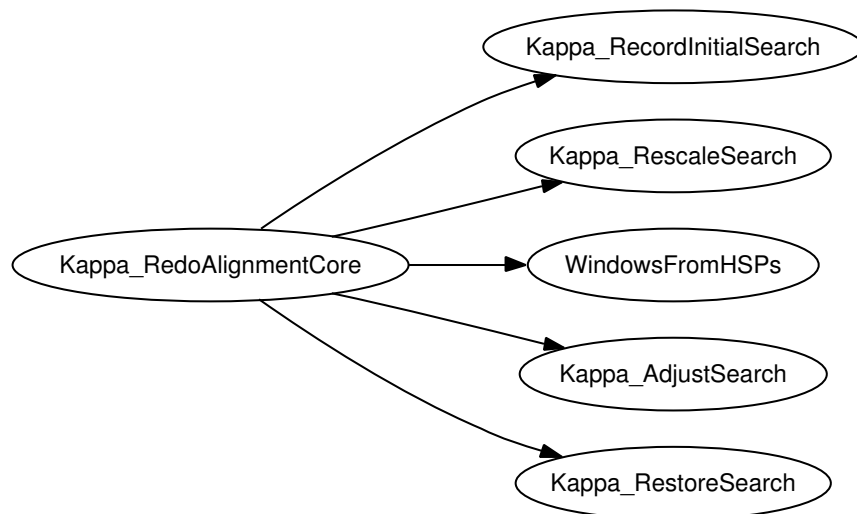 Kappa_RecordInitialSearch
Kappa_RescaleSearch
Kappa_RedoAlignmentCore
WindowsFromHSPs
Kappa_AdjustSearch
Kappa_RestoreSearch